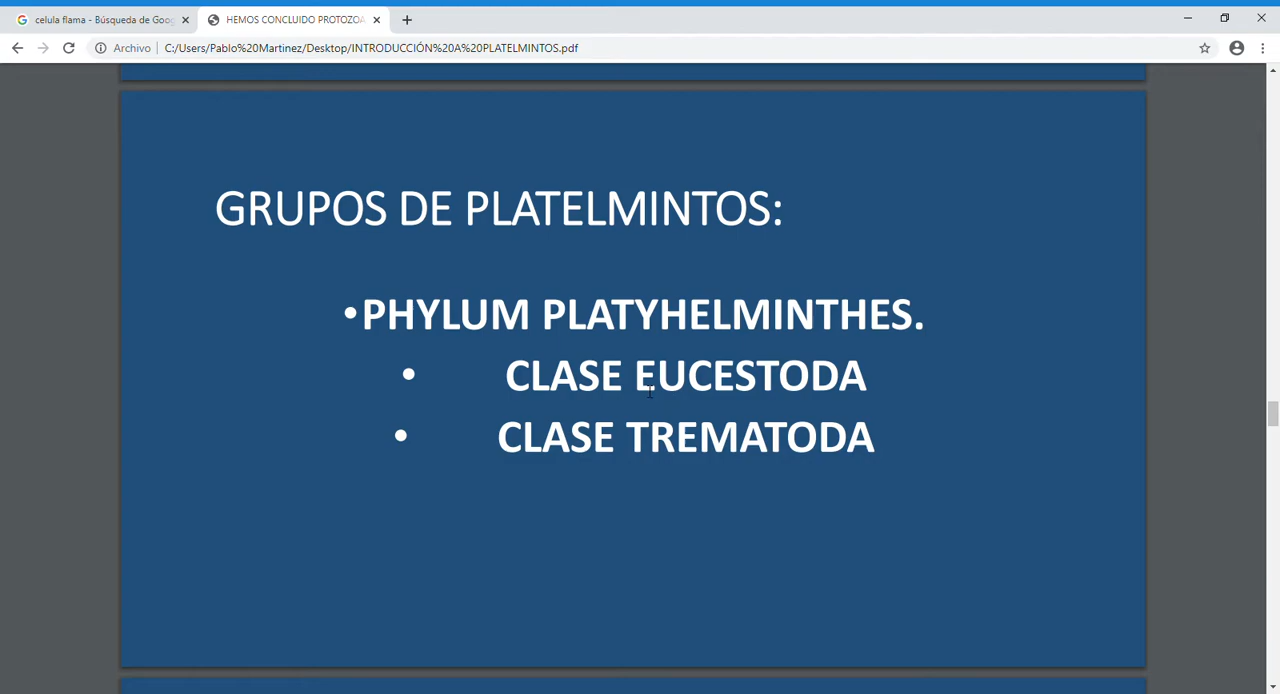 celula flama - Búsqueda de Goog
HEMOS CONCLUIDO PROTOZOA
Archivo C:/Users/Pablo%20Martinez/Desktop/INTRODUCCIÓN%20A%20PLATELMINTOS.pdf
GRUPOS DE PLATELMINTOS:
•PHYLUM PLATYHELMINTHES.
• CLASE EUCESTODA
• CLASE TREMATODA